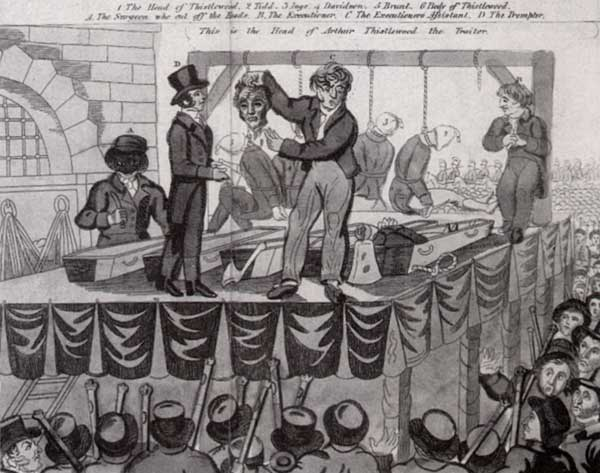 1 The Head of Thistlewood, 2 Tidd. 3 Ings. 4 Davidson. 5 Brunt. 6 Body of Thistlewood.
A. The Surgeon who cut off the Heads. B. The Executioner. C The Executioners Assistant. D The Prompter.
This is the Head of Arthur Thistlewood the Traitor.
D
C
B
A